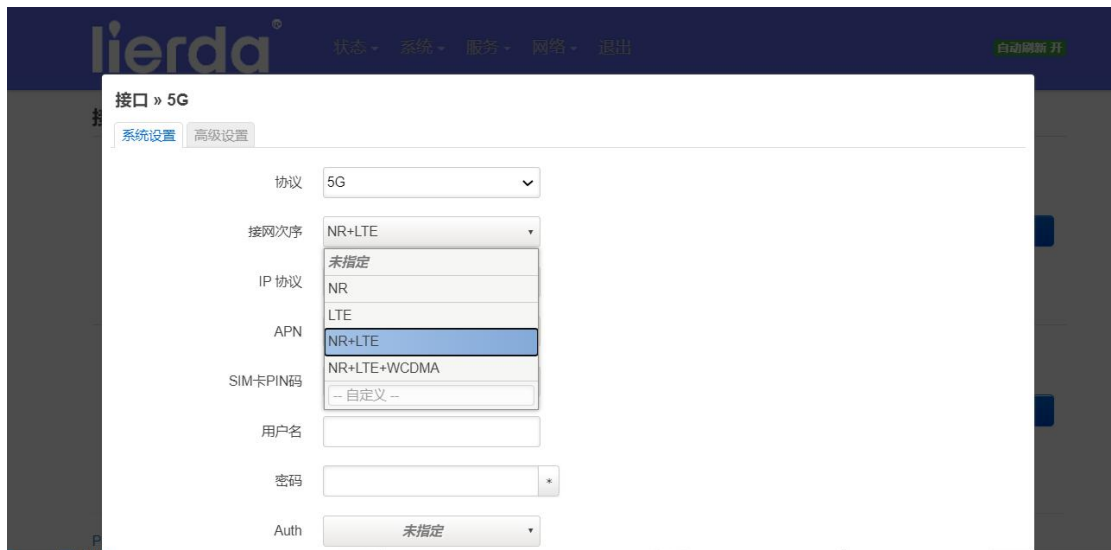 lierda
状态 系统 服务 网络 退出
自动刷新 开
接口 » 5G
系统设置 高级设置
协议 5G
接网次序 NR+LTE
未指定
IP 协议
NR
LTE
APN
NR+LTE
NR+LTE+WCDMA
SIM卡PIN码
-- 自定义 --
用户名
密码 *
Auth 未指定